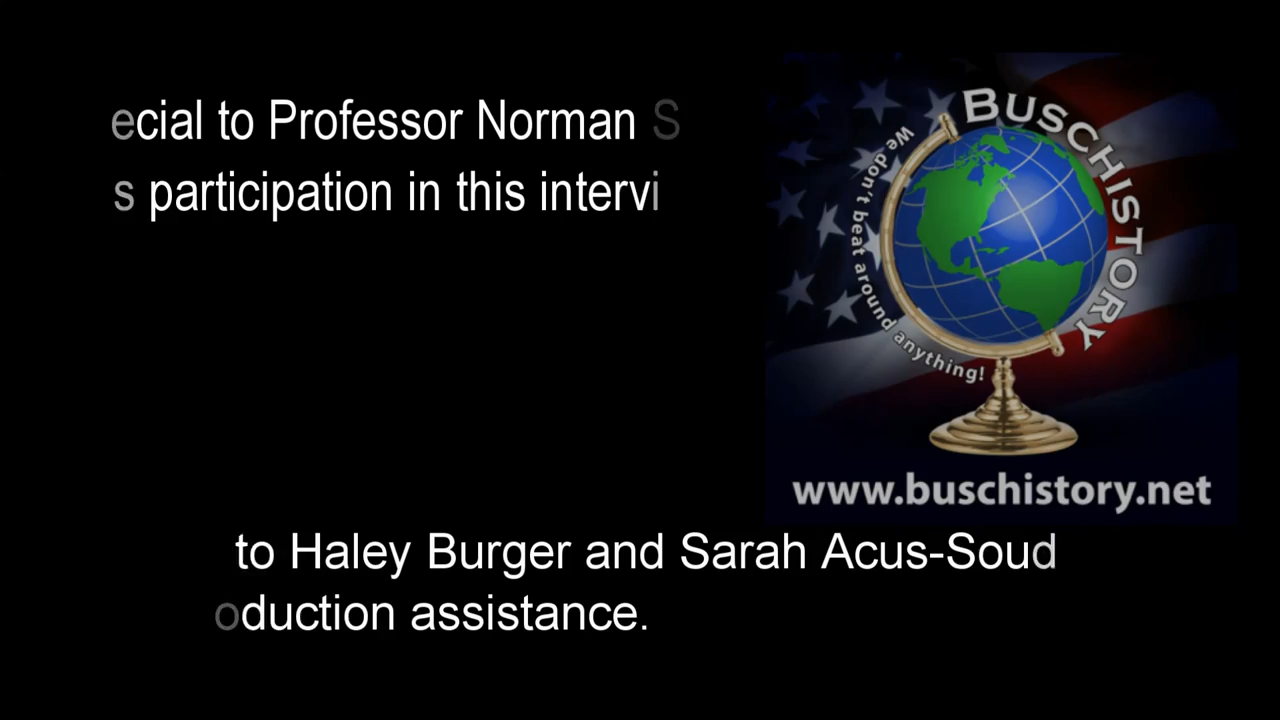 ecial to Professor Norman S
s participation in this intervi
BUSCHISTORY
We don't beat around anything!
www.buschistory.net
to Haley Burger and Sarah Acus-Soud
oduction assistance.